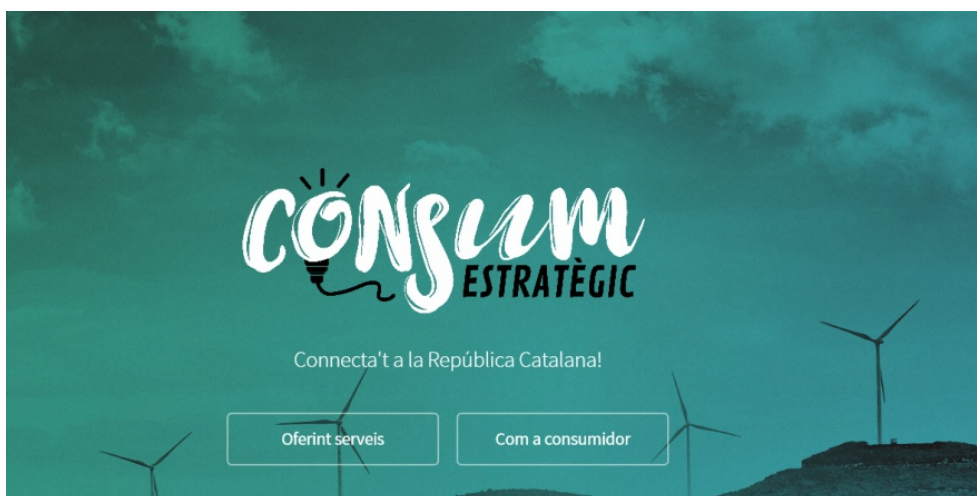 CONSUM
ESTRATÈGIC
Connecta't a la República Catalana!
Oferint serveis
Com a consumidor